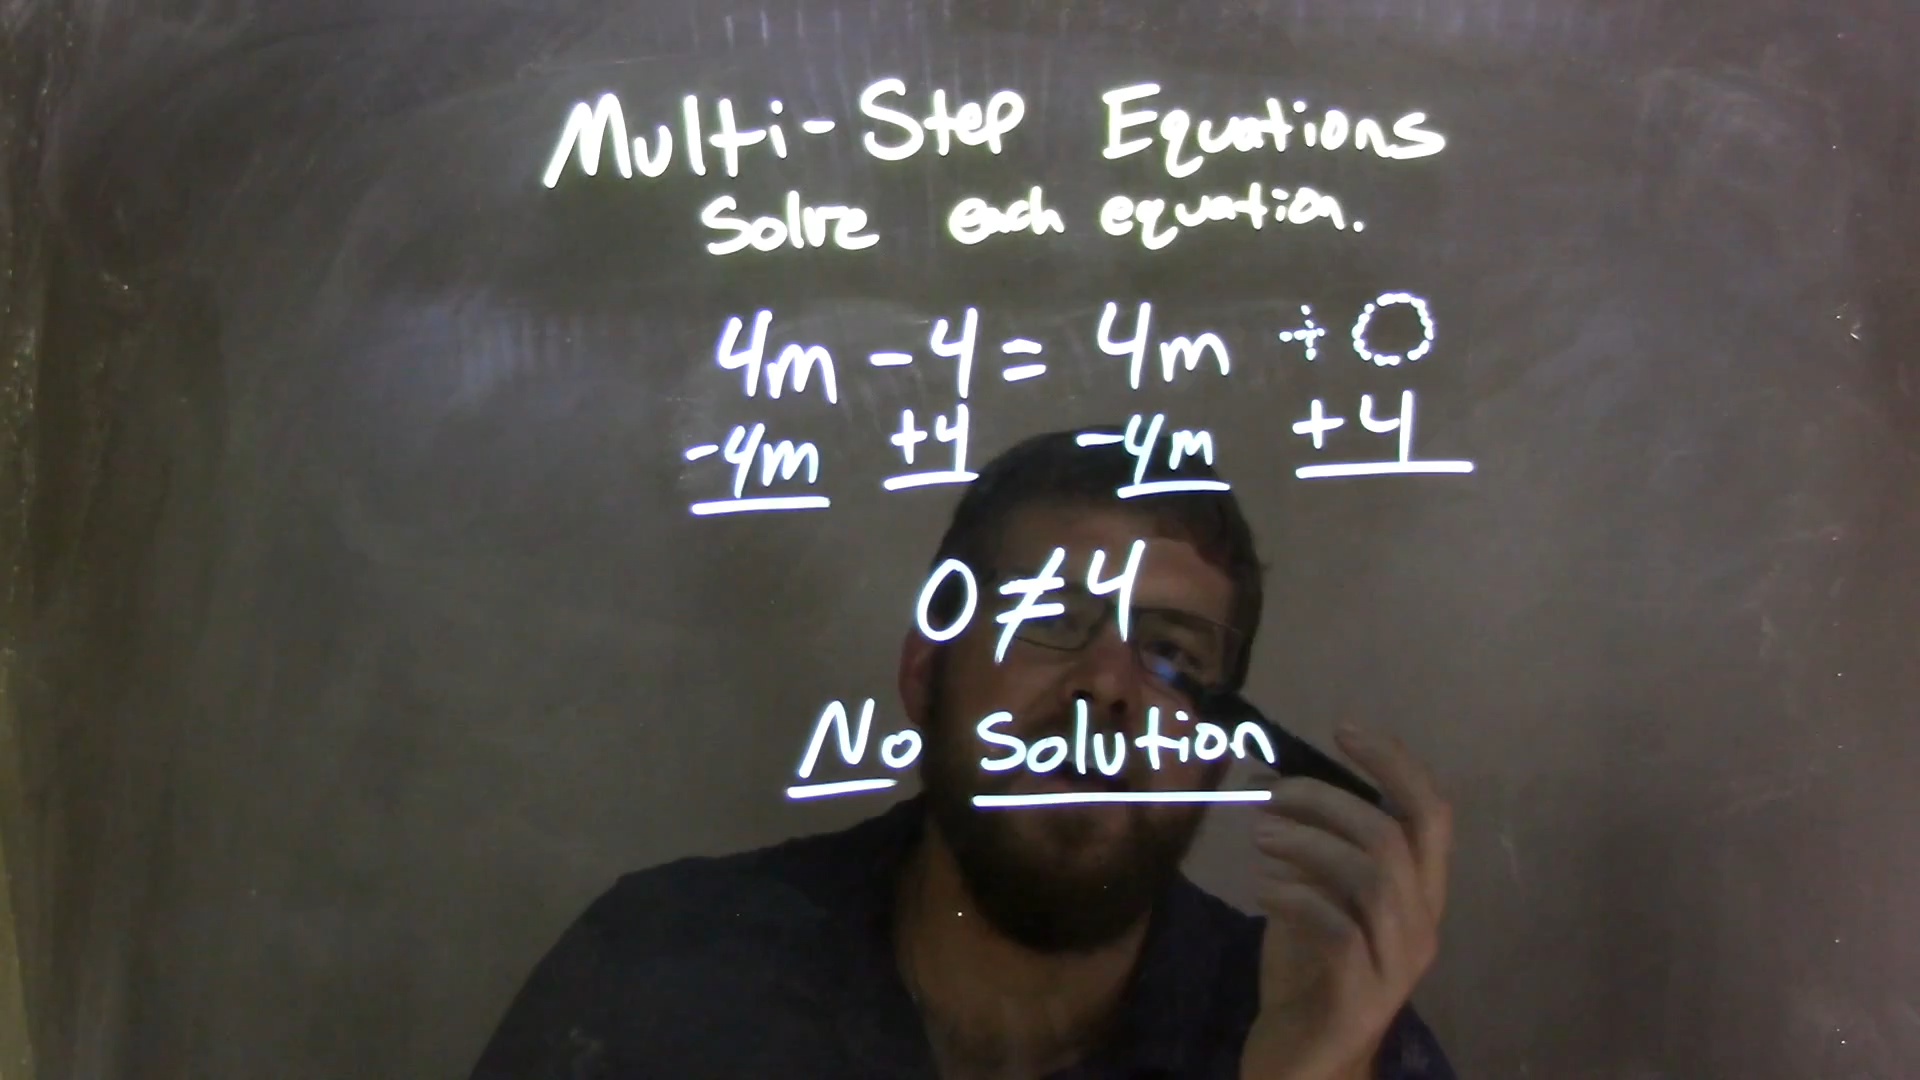 Multi-Step Equations
Solve each equation.
4m - 4 = 4m + 0
-4m +4 -4m +4
0 ≠ 4
No Solution